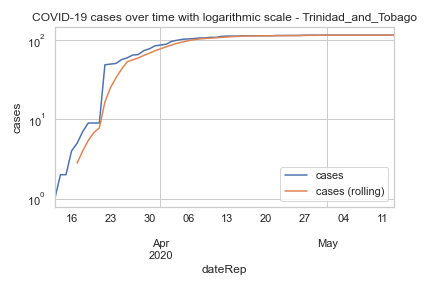 COVID-19 cases over time with logarithmic scale - Trinidad_and_Tobago
10²
10¹
10⁰
cases
cases
cases (rolling)
16 23 30 06 13 20 27 04 11
Apr May
2020
dateRep